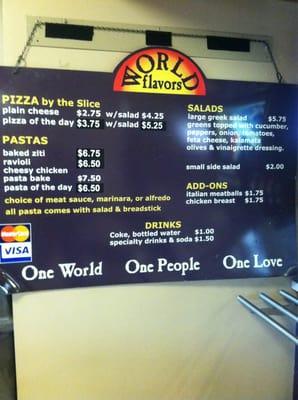 WORLD
flavors
PIZZA by the Slice
plain cheese $2.75 w/salad $4.25
pizza of the day $3.75 w/salad $5.25
PASTAS
baked ziti $6.75
ravioli $6.50
cheesy chicken
pasta bake $7.50
pasta of the day $6.50
choice of meat sauce, marinara, or alfredo
all pasta comes with salad & breadstick
SALADS
large greek salad $5.75
greens topped with cucumber,
peppers, onion, tomatoes,
feta cheese, kalamata
olives & vinaigrette dressing.
small side salad $2.00
ADD-ONS
italian meatballs $1.75
chicken breast $1.75
DRINKS
Coke, bottled water $1.00
specialty drinks & soda $1.50
MasterCard
VISA
One World One People One Love